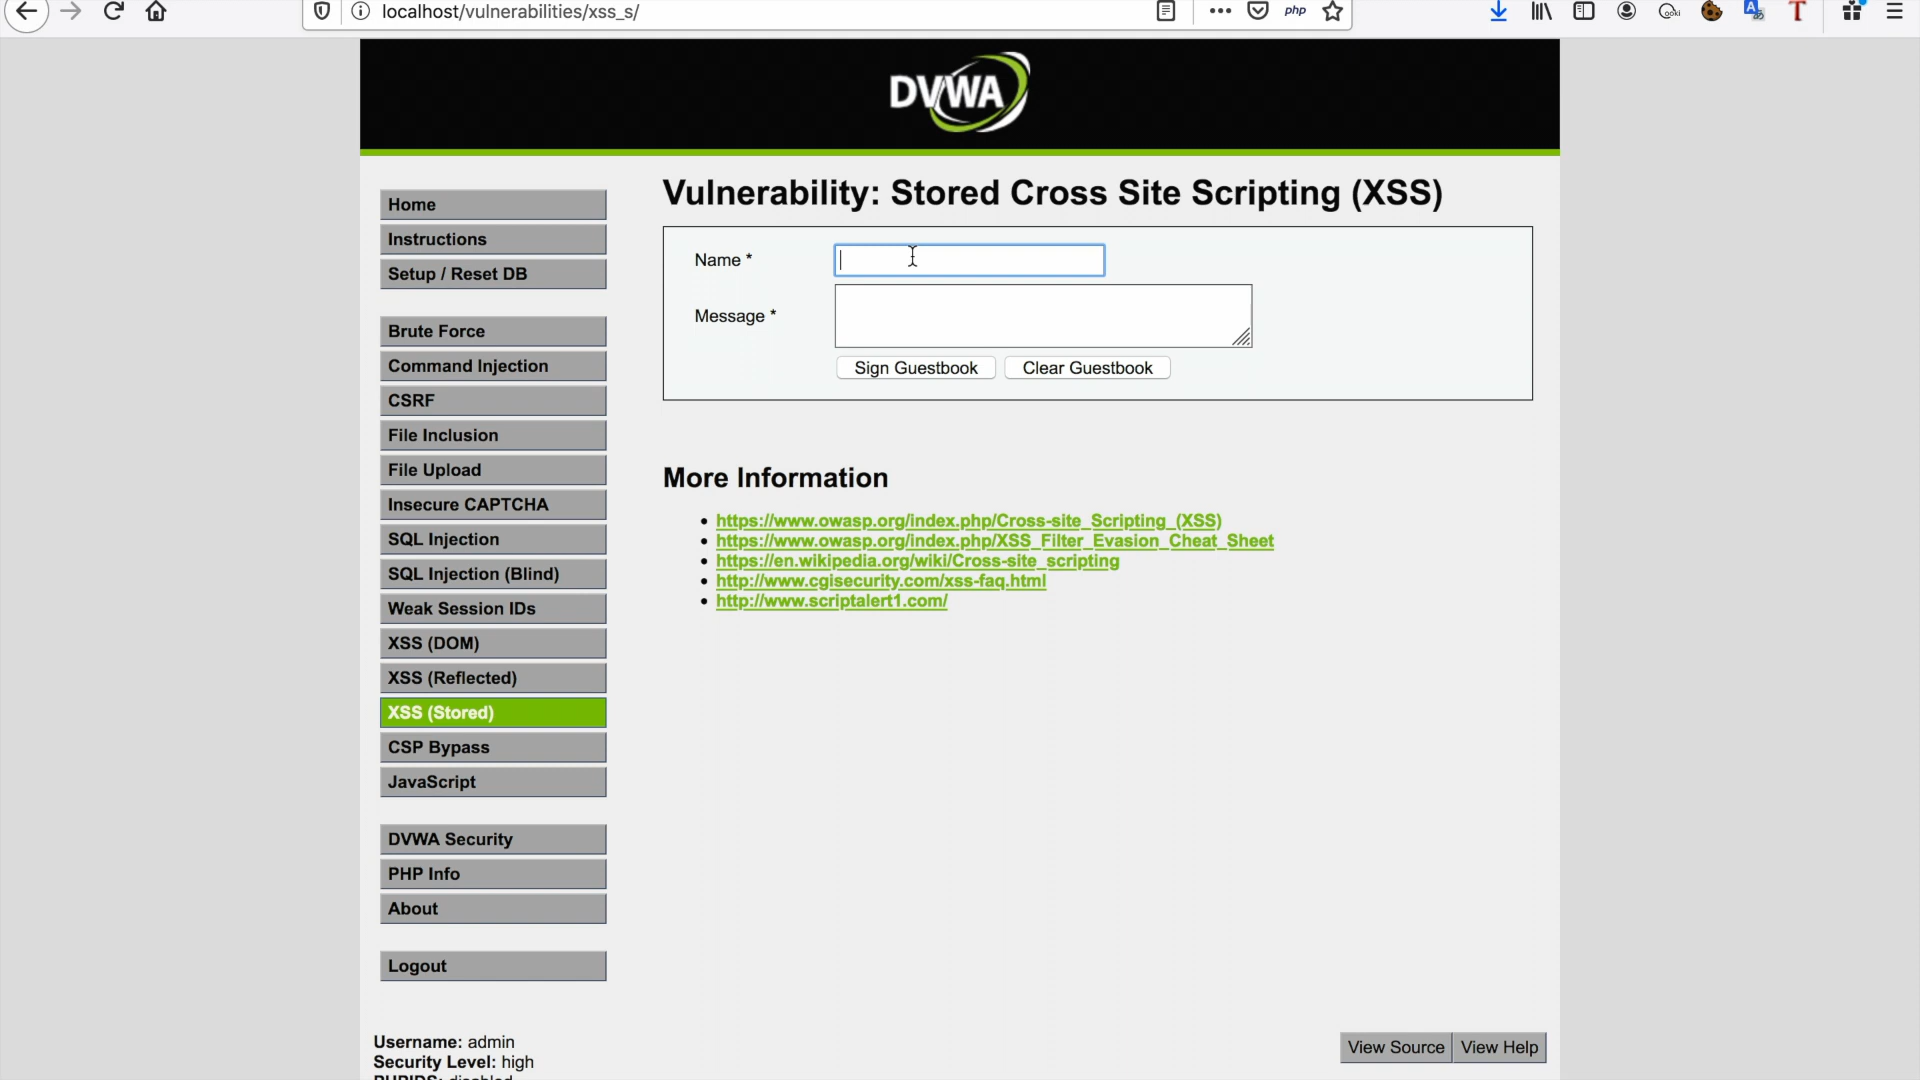 localhost/vulnerabilities/xss_s/
php
DVWA
Home
Instructions
Setup / Reset DB
Brute Force
Command Injection
CSRF
File Inclusion
File Upload
Insecure CAPTCHA
SQL Injection
SQL Injection (Blind)
Weak Session IDs
XSS (DOM)
XSS (Reflected)
XSS (Stored)
CSP Bypass
JavaScript
DVWA Security
PHP Info
About
Logout
Vulnerability: Stored Cross Site Scripting (XSS)
Name *
Message *
Sign Guestbook Clear Guestbook
More Information
https://www.owasp.org/index.php/Cross-site_Scripting_(XSS)
https://www.owasp.org/index.php/XSS_Filter_Evasion_Cheat_Sheet
https://en.wikipedia.org/wiki/Cross-site_scripting
http://www.cgisecurity.com/xss-faq.html
http://www.scriptalert1.com/
Username: admin
Security Level: high
PHPIDS: disabled
View Source View Help